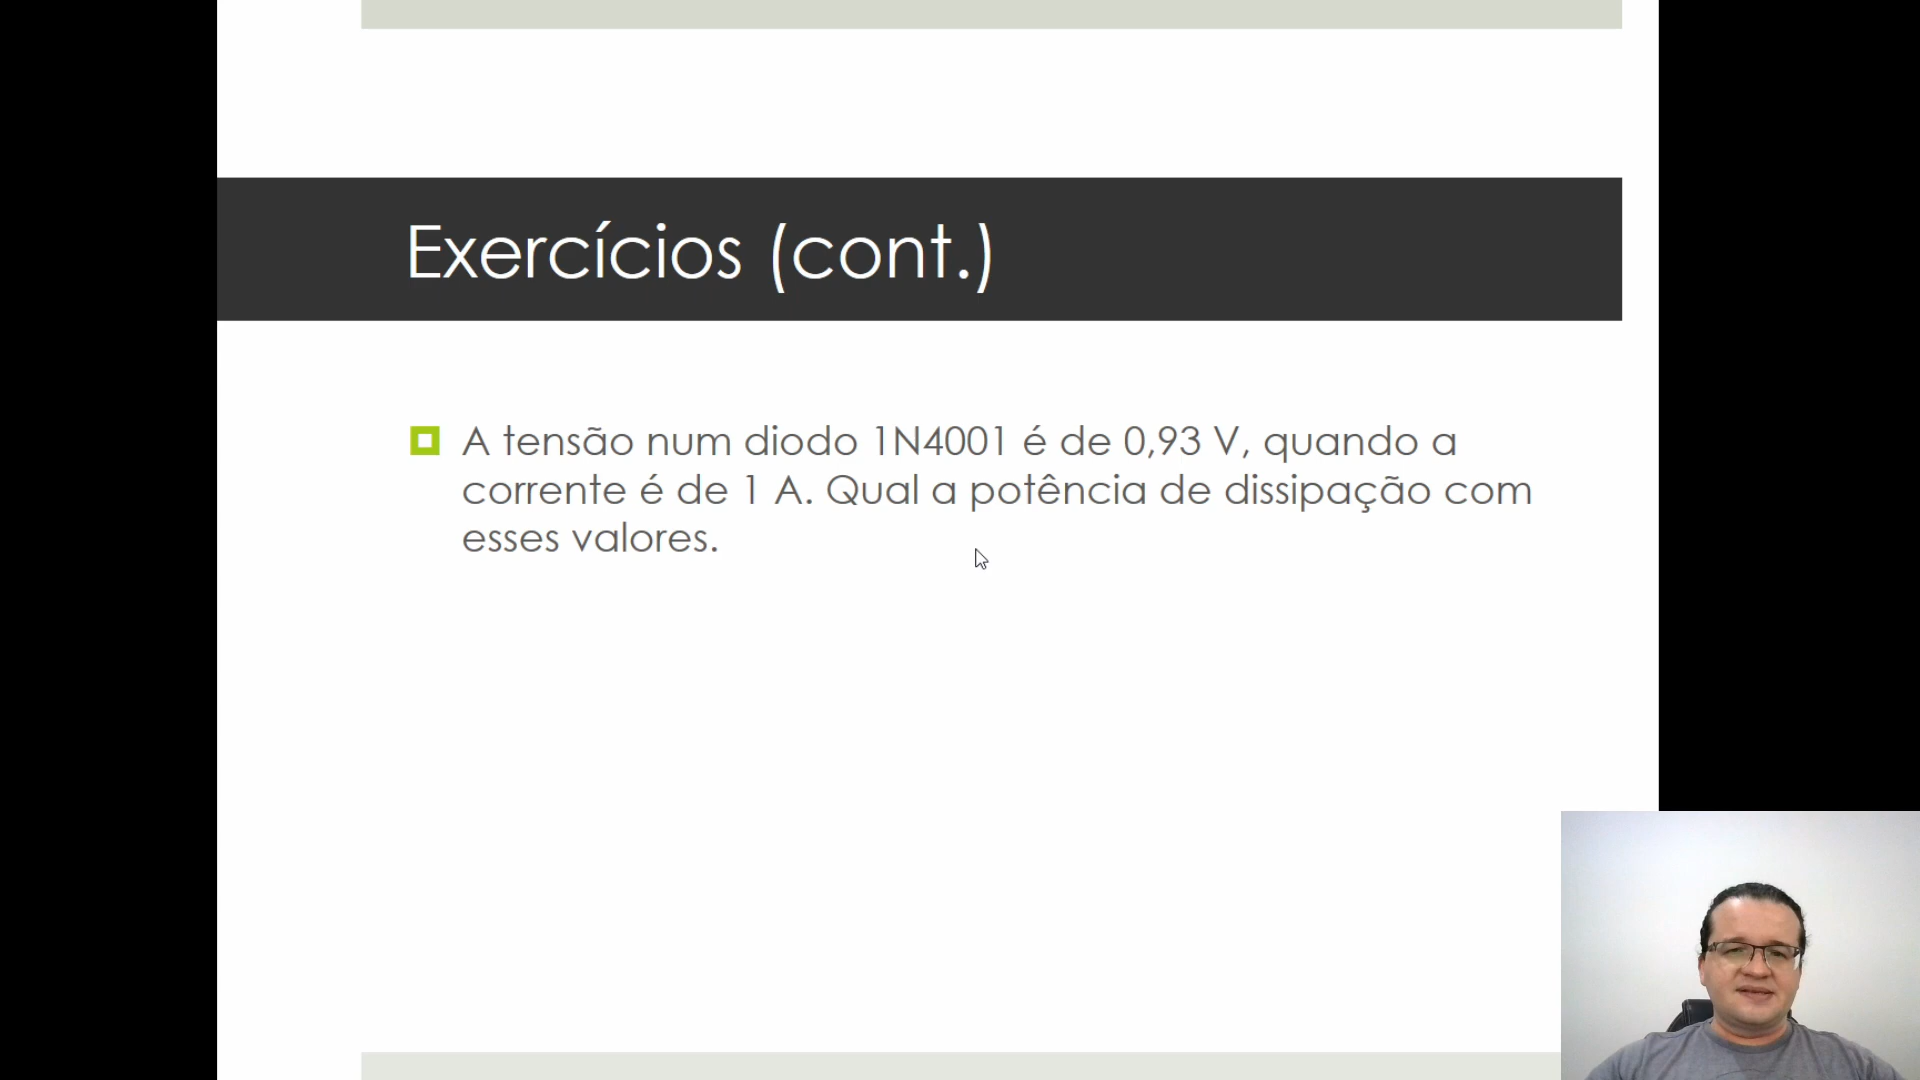 Exercícios (cont.)
A tensão num diodo 1N4001 é de 0,93 V, quando a
corrente é de 1 A. Qual a potência de dissipação com
esses valores.